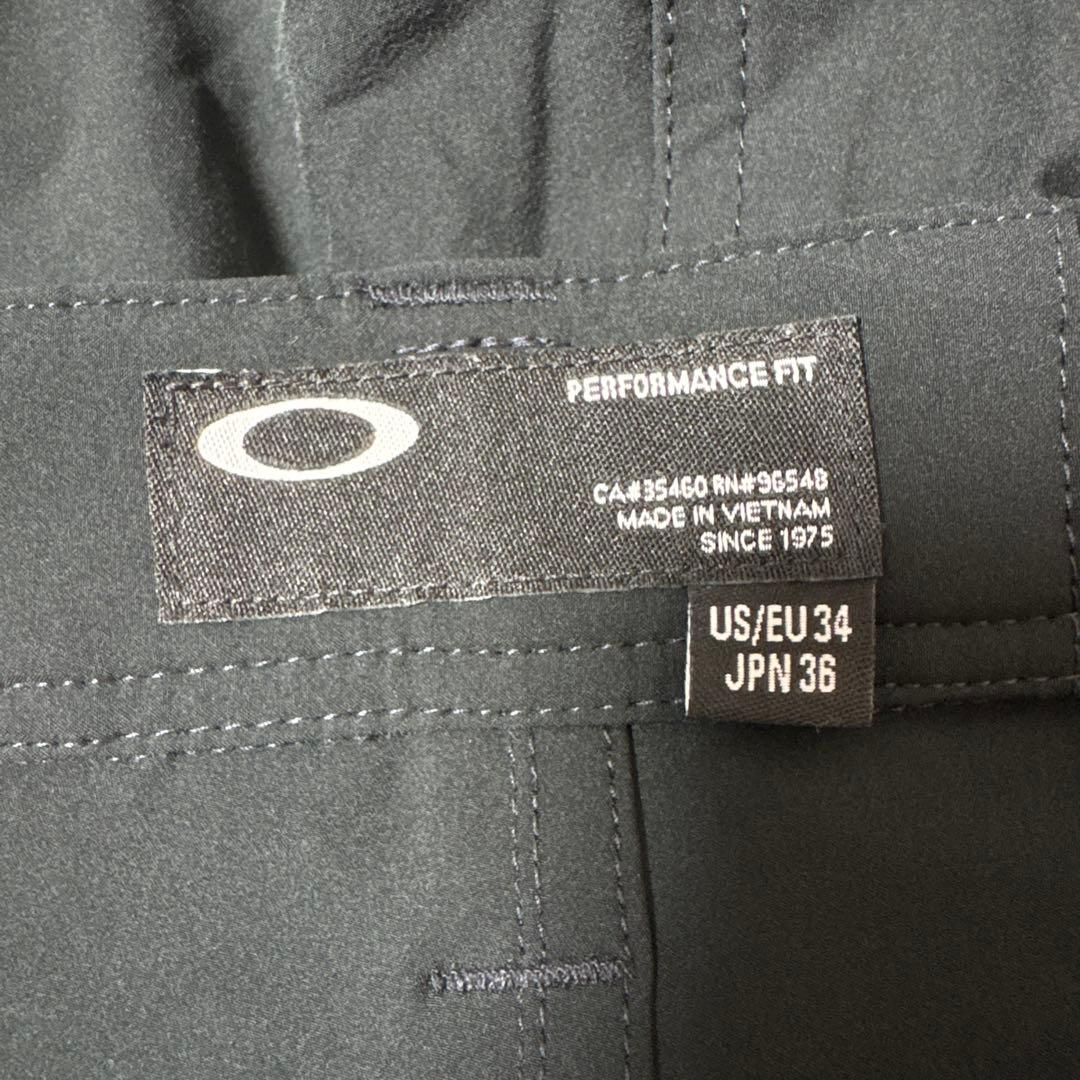 PERFORMANCE FIT
CA#35460 RN#96548
MADE IN VIETNAM
SINCE 1975
US/EU 34
JPN 36